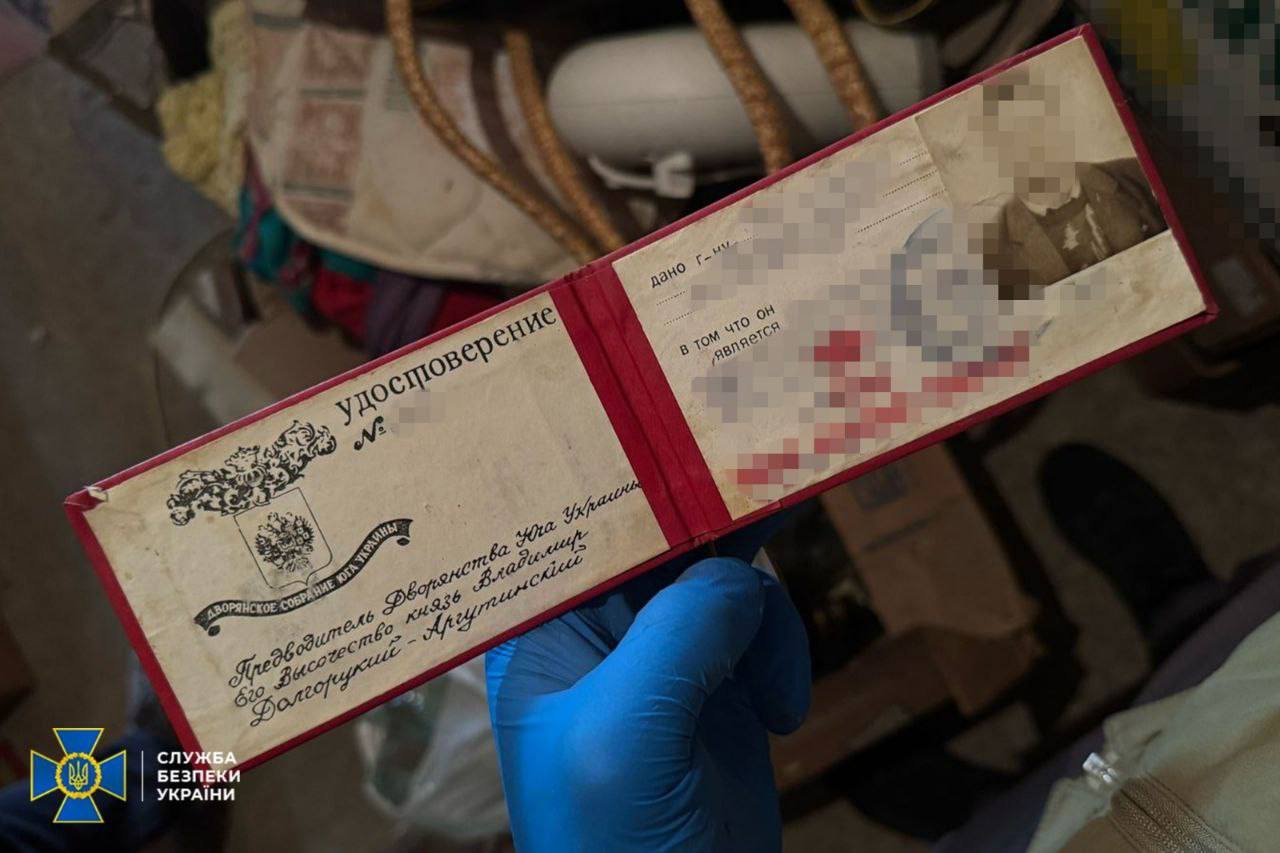 удостоверение
№
ДВОРЯНСКОЕ СОБРАНИЕ ЮГА УКРАИНЫ
Предводитель Дворянства Юга Украины
Его Высочество князь Владимир
Долгорукий - Аргутинский
дано г-ну
в том что он
является
СЛУЖБА
БЕЗПЕКИ
УКРАЇНИ